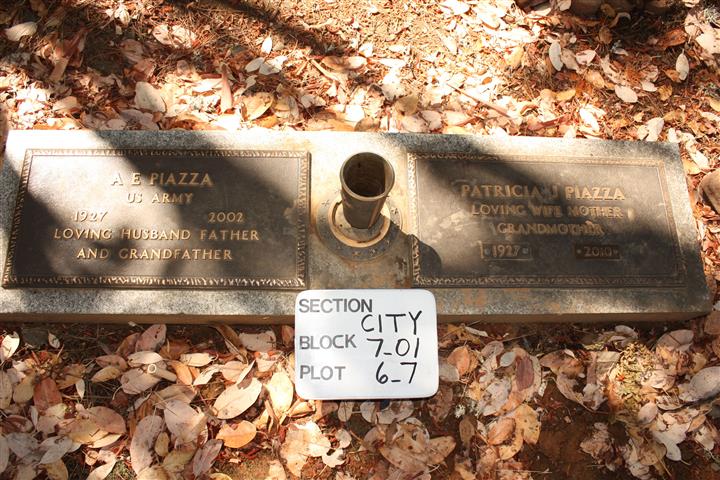 A E PIAZZA
US ARMY
1927 2002
LOVING HUSBAND FATHER
AND GRANDFATHER
PATRICIA J PIAZZA
LOVING WIFE MOTHER
GRANDMOTHER
1927 2010
SECTION CITY
BLOCK 7-01
PLOT 6-7